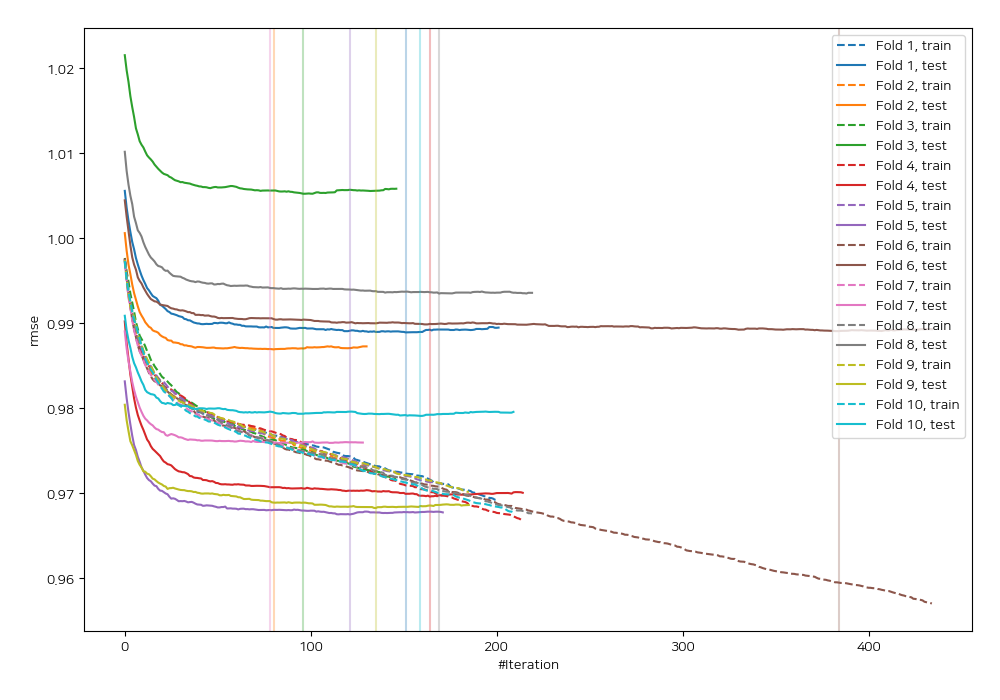 1.02
1.01
1.00
0.99
0.98
0.97
0.96
rmse
0
100
200
300
400
#Iteration
Fold 1, train
Fold 1, test
Fold 2, train
Fold 2, test
Fold 3, train
Fold 3, test
Fold 4, train
Fold 4, test
Fold 5, train
Fold 5, test
Fold 6, train
Fold 6, test
Fold 7, train
Fold 7, test
Fold 8, train
Fold 8, test
Fold 9, train
Fold 9, test
Fold 10, train
Fold 10, test